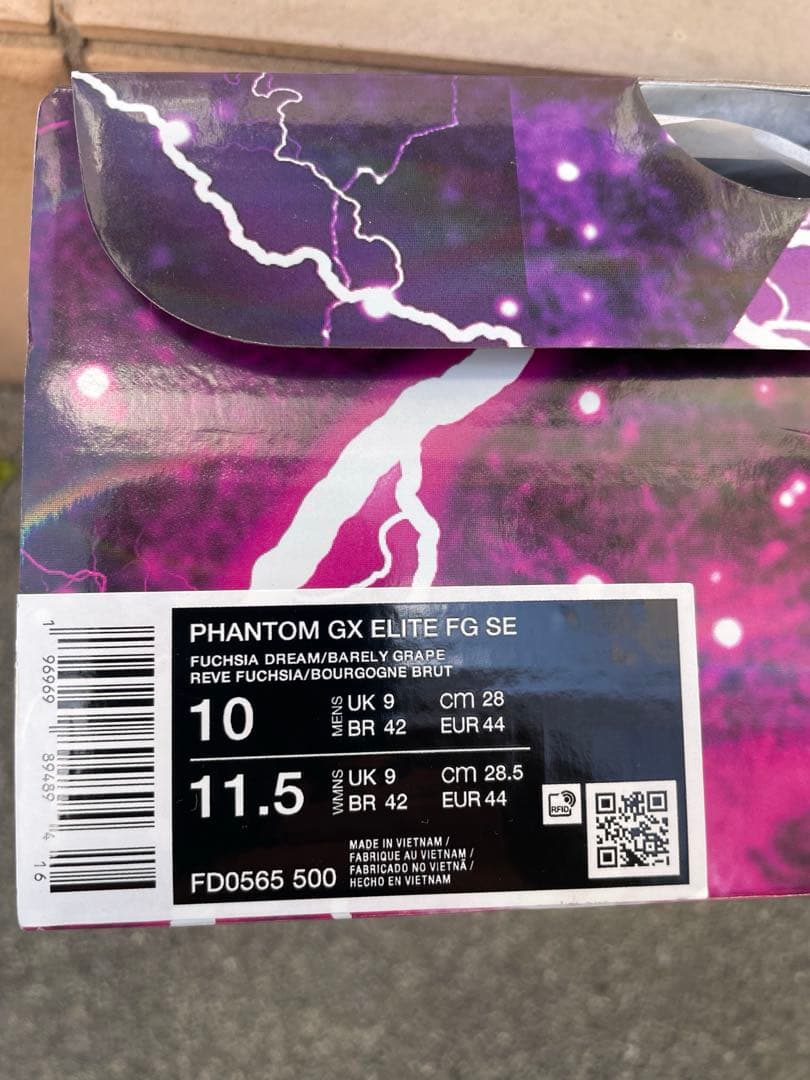 PHANTOM GX ELITE FG SE
FUCHSIA DREAM/BARELY GRAPE
REVE FUCHSIA/BOURGOGNE BRUT
10 MENS UK 9 cm 28
BR 42 EUR 44
11.5 WMNS UK 9 cm 28.5
BR 42 EUR 44
RFID
FD0565 500
MADE IN VIETNAM /
FABRIQUE AU VIETNAM /
FABRICADO NO VIETNÃ /
HECHO EN VIETNAM
1 96969 89489 4 16